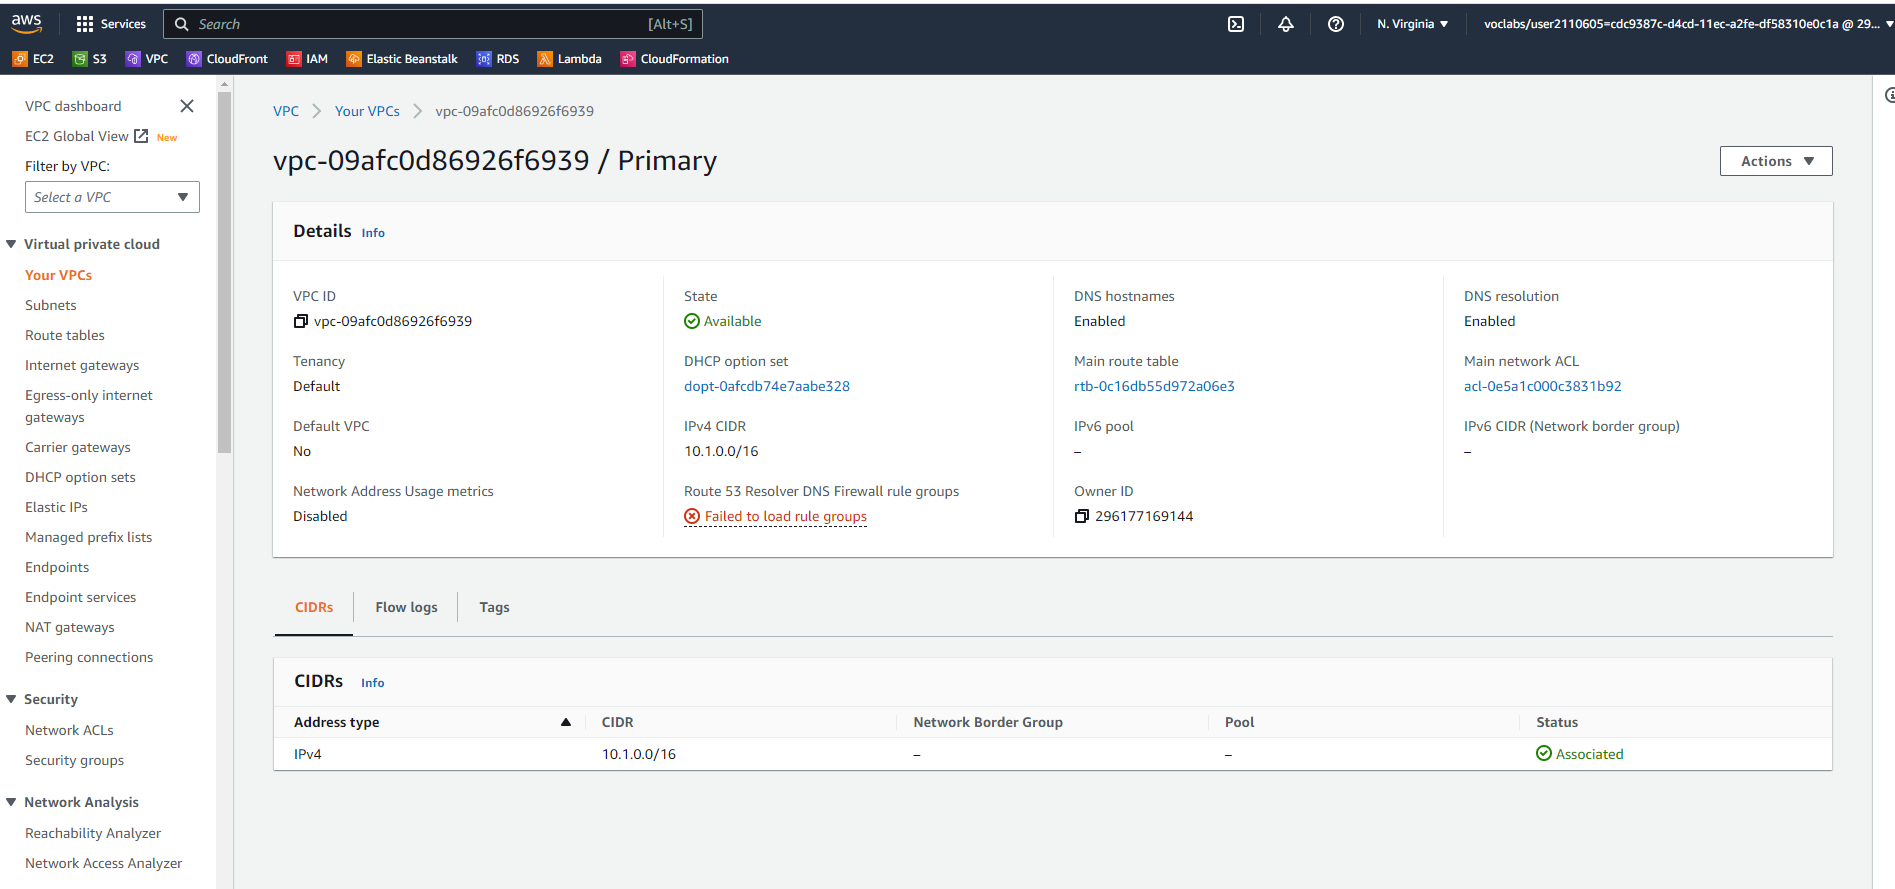 aws Services Search [Alt+S] N. Virginia voclabs/user2110605=cdc9387c-d4cd-11ec-a2fe-df58310e0c1a @ 29...
EC2 S3 VPC CloudFront IAM Elastic Beanstalk RDS Lambda CloudFormation
VPC dashboard
EC2 Global View New
Filter by VPC:
Select a VPC
Virtual private cloud
Your VPCs
Subnets
Route tables
Internet gateways
Egress-only internet
gateways
Carrier gateways
DHCP option sets
Elastic IPs
Managed prefix lists
Endpoints
Endpoint services
NAT gateways
Peering connections
Security
Network ACLs
Security groups
Network Analysis
Reachability Analyzer
Network Access Analyzer
VPC Your VPCs vpc-09afc0d86926f6939
vpc-09afc0d86926f6939 / Primary
Actions
Details Info
VPC ID
vpc-09afc0d86926f6939
State
Available
DNS hostnames
Enabled
DNS resolution
Enabled
Tenancy
Default
DHCP option set
dopt-0afcdb74e7aabe328
Main route table
rtb-0c16db55d972a06e3
Main network ACL
acl-0e5a1c000c3831b92
Default VPC
No
IPv4 CIDR
10.1.0.0/16
IPv6 pool
–
IPv6 CIDR (Network border group)
–
Network Address Usage metrics
Disabled
Route 53 Resolver DNS Firewall rule groups
Failed to load rule groups
Owner ID
296177169144
CIDRs Flow logs Tags
CIDRs Info
Address type CIDR Network Border Group Pool Status
IPv4 10.1.0.0/16 – – Associated